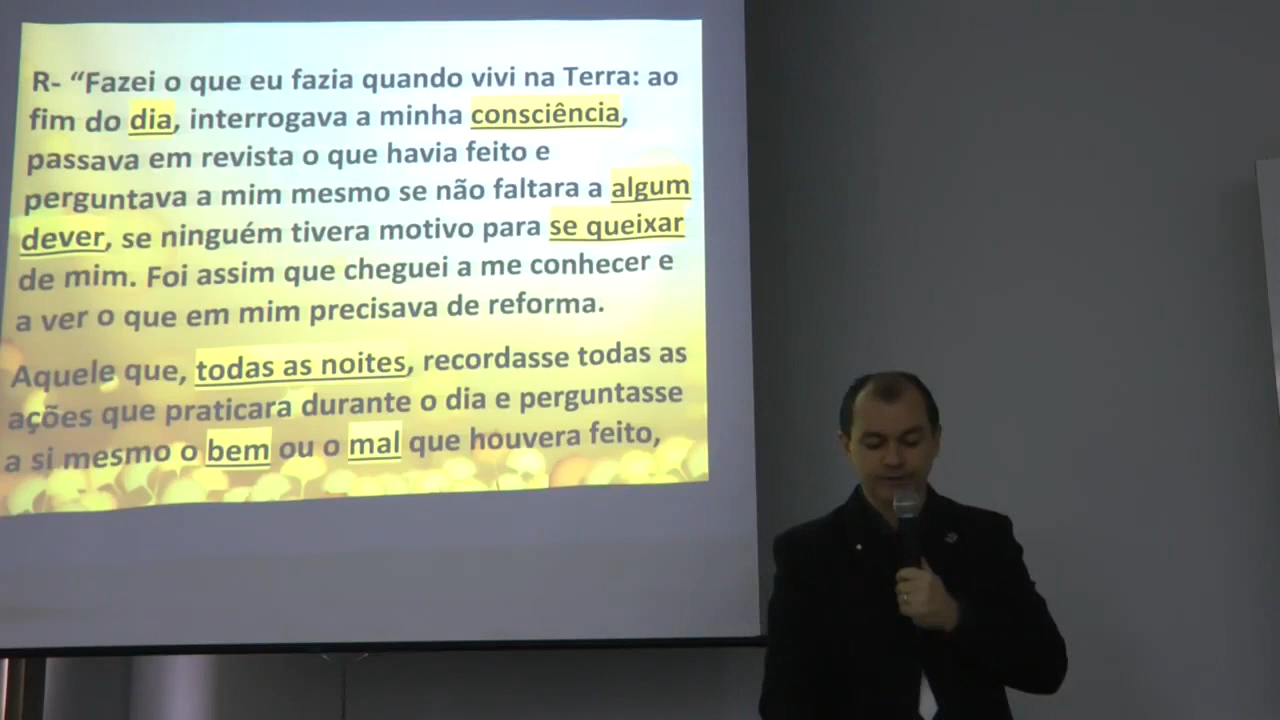 R- “Fazei o que eu fazia quando vivi na Terra: ao
fim do dia, interrogava a minha consciência,
passava em revista o que havia feito e
perguntava a mim mesmo se não faltara a algum
dever, se ninguém tivera motivo para se queixar
de mim. Foi assim que cheguei a me conhecer e
a ver o que em mim precisava de reforma.
Aquele que, todas as noites, recordasse todas as
ações que praticara durante o dia e perguntasse
a si mesmo o bem ou o mal que houvera feito,